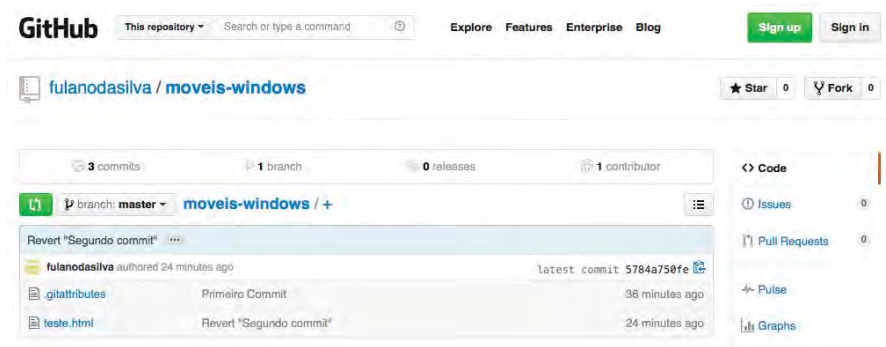 GitHub This repository Search or type a command Explore Features Enterprise Blog Sign up Sign in
fulanodasilva / moveis-windows Star 0 Fork 0
3 commits 1 branch 0 releases 1 contributor
<> Code
branch: master moveis-windows / +
Issues 0
Revert "Segundo commit" ...
Pull Requests 0
fulanodasilva authored 24 minutes ago latest commit 5784a750fe
.gitattributes Primeiro Commit 36 minutes ago
Pulse
teste.html Revert "Segundo commit" 24 minutes ago
Graphs